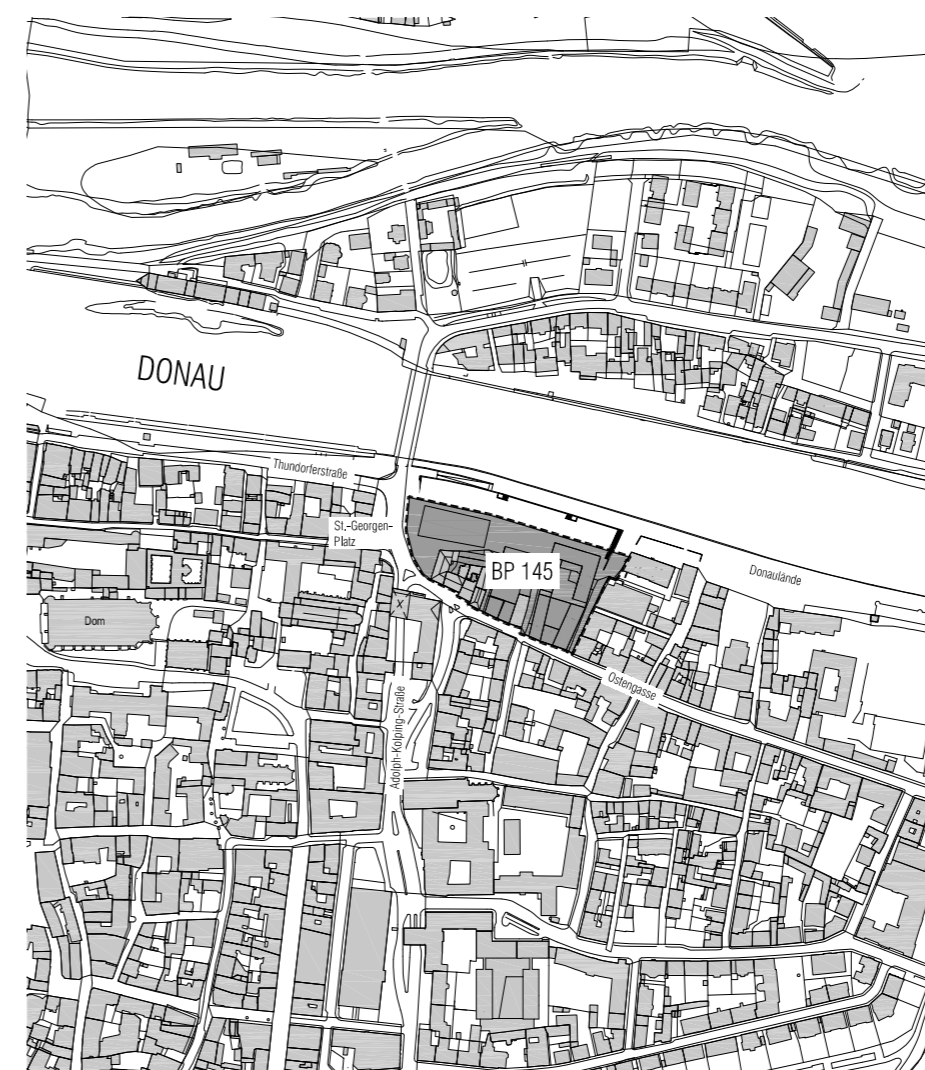 DONAU
Thundorferstraße
St.-Georgen-
Platz
BP 145
Donaulände
Dom
Ostengasse
Adolph-Kolping-Straße